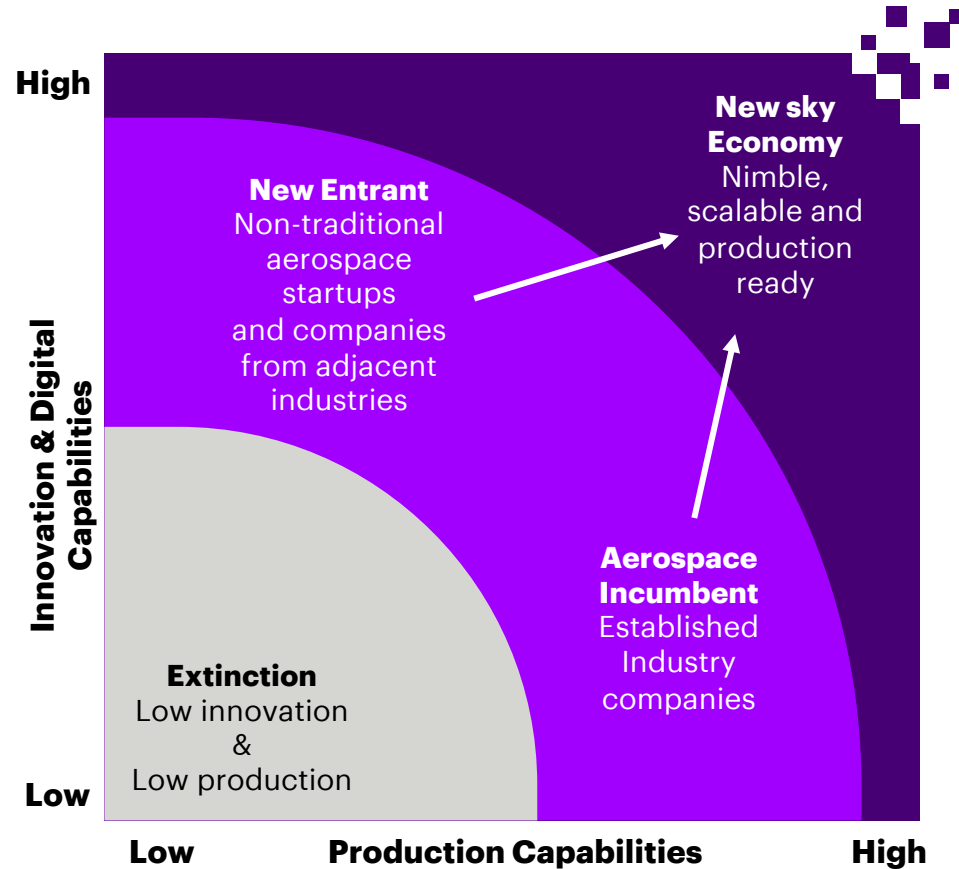 High
New sky
Economy
Nimble,
scalable and
production
ready
New Entrant
Non-traditional
aerospace
startups
and companies
from adjacent
industries
Innovation & Digital
Capabilities
Aerospace
Incumbent
Established
Industry
companies
Extinction
Low innovation
&
Low production
Low
Low
Production Capabilities
High